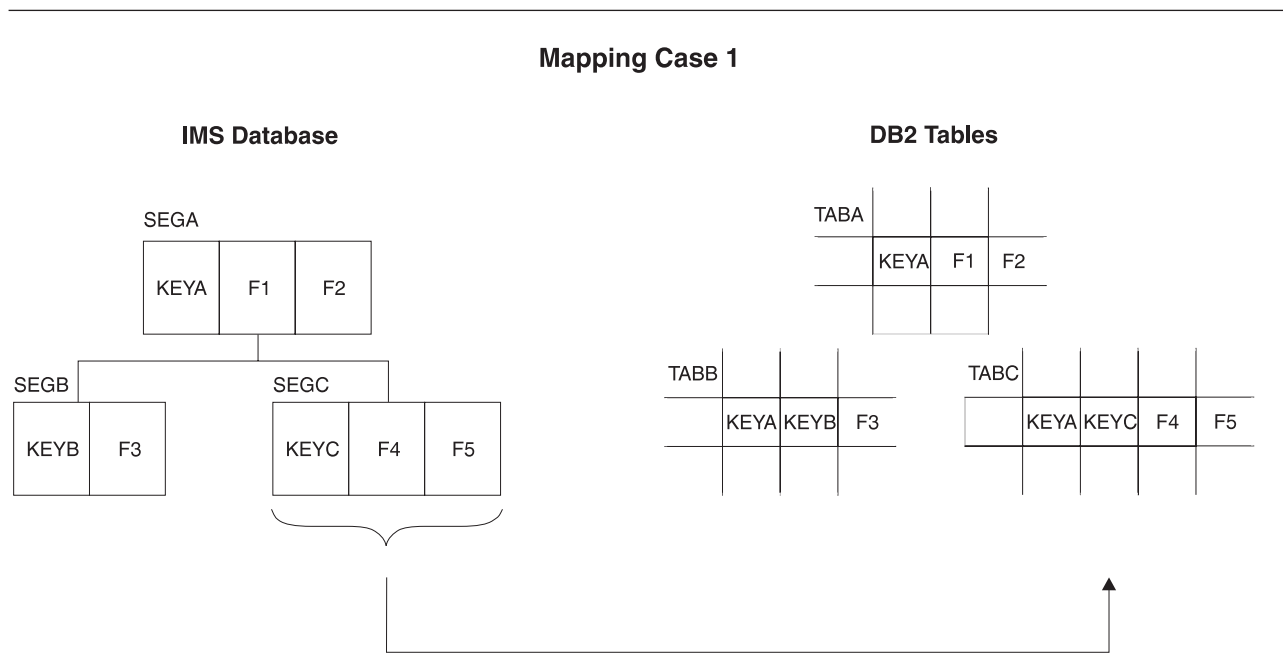 Mapping Case 1
IMS Database
DB2 Tables
SEGA
KEYA F1 F2
SEGB
KEYB F3
SEGC
KEYC F4 F5
TABA
KEYA F1 F2
TABB
KEYA KEYB F3
TABC
KEYA KEYC F4 F5